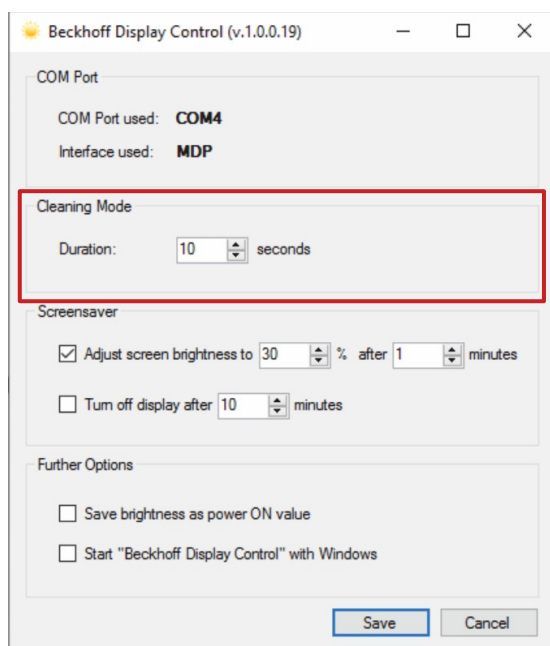 Beckhoff Display Control (v.1.0.0.19)
COM Port
COM Port used: COM4
Interface used: MDP
Cleaning Mode
Duration: 10 seconds
Screensaver
Adjust screen brightness to 30 % after 1 minutes
Turn off display after 10 minutes
Further Options
Save brightness as power ON value
Start "Beckhoff Display Control" with Windows
Save Cancel